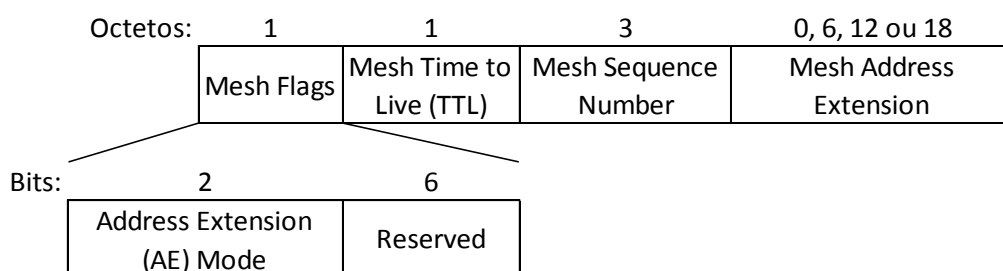 Octetos: 1 1 3 0, 6, 12 ou 18
Mesh Flags
Mesh Time to
Live (TTL)
Mesh Sequence
Number
Mesh Address
Extension
Bits: 2 6
Address Extension
(AE) Mode
Reserved